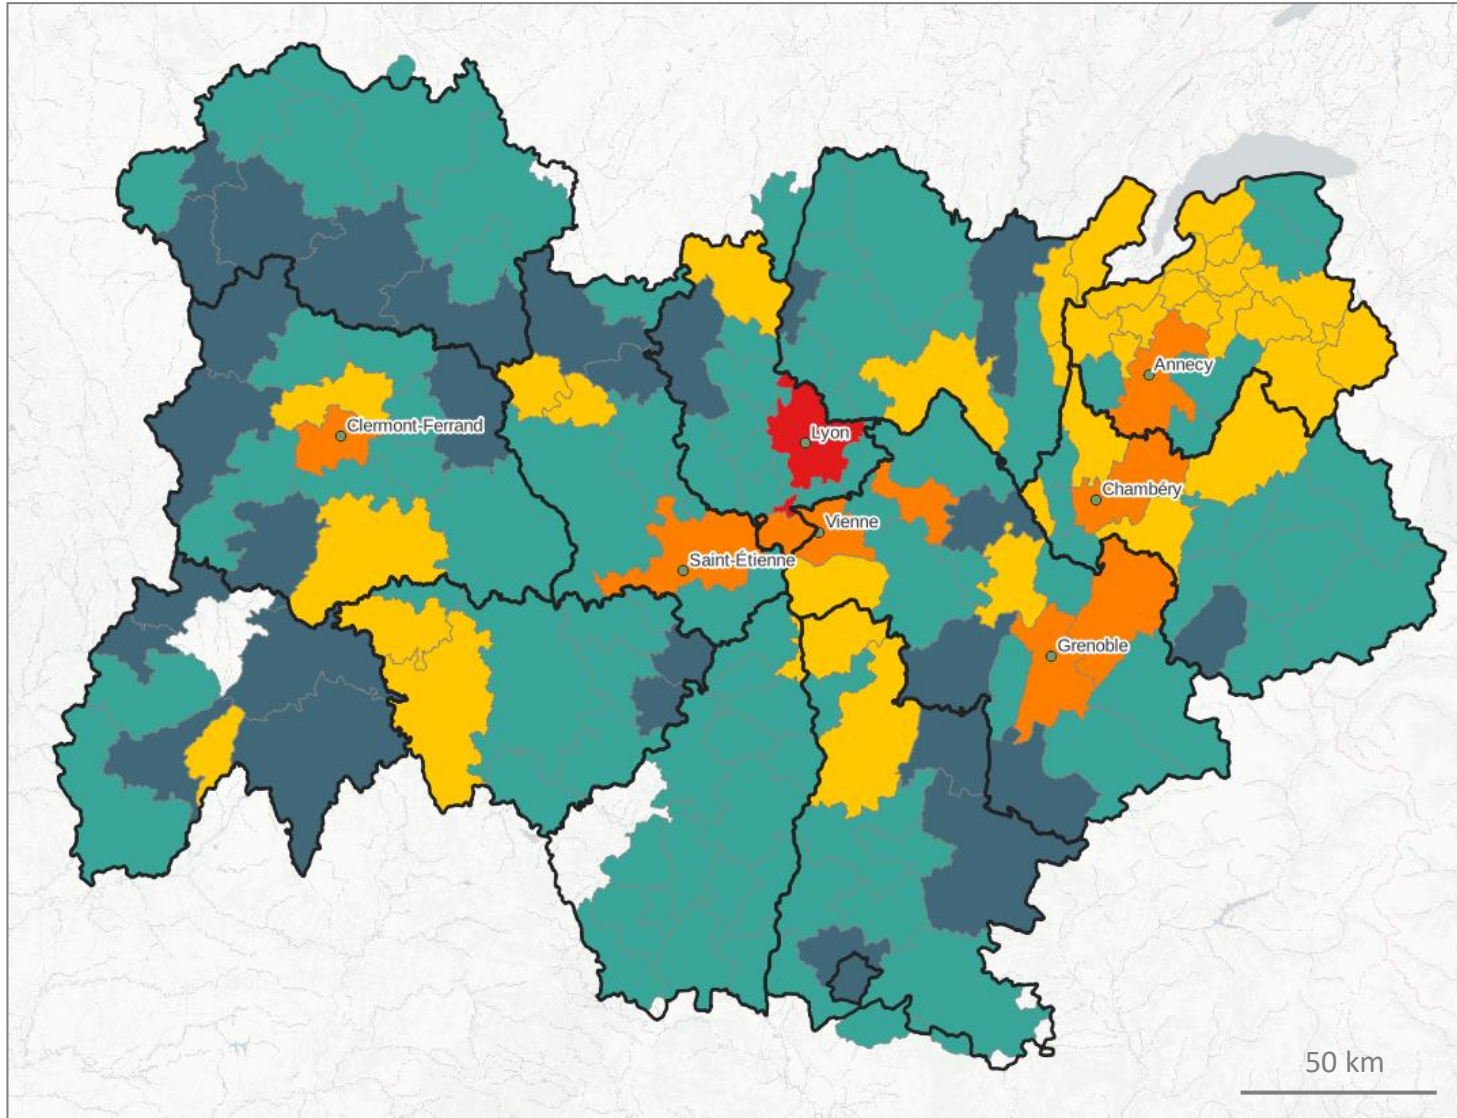 Annecy
Clermont-Ferrand
Lyon
Chambéry
Vienne
Saint-Étienne
Grenoble
50 km